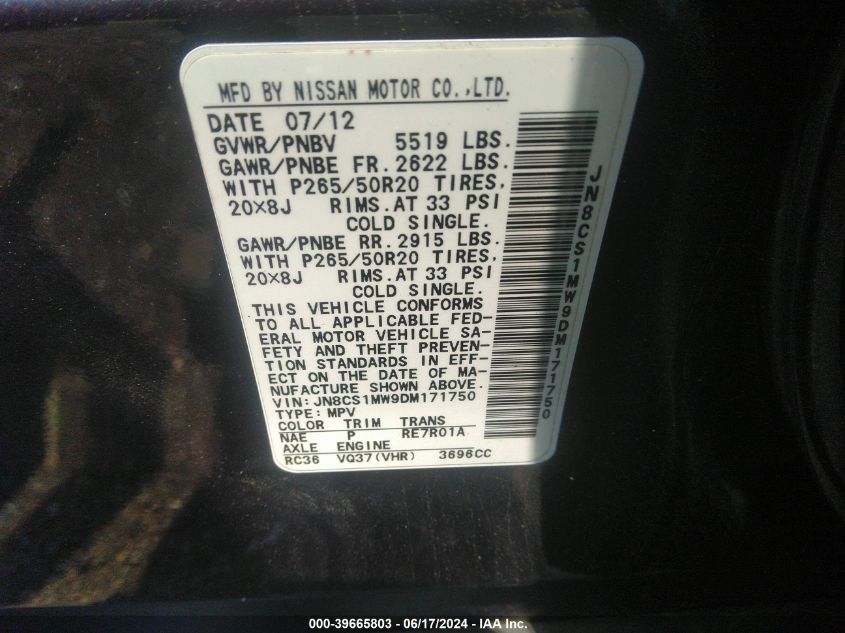 MFD BY NISSAN MOTOR CO.,LTD.
DATE 07/12
GVWR/PNBV 5519 LBS.
GAWR/PNBE FR. 2622 LBS.
WITH P265/50R20 TIRES,
20X8J RIMS.AT 33 PSI
COLD SINGLE.
GAWR/PNBE RR. 2915 LBS.
WITH P265/50R20 TIRES,
20X8J RIMS.AT 33 PSI
COLD SINGLE.
THIS VEHICLE CONFORMS
TO ALL APPLICABLE FED-
ERAL MOTOR VEHICLE SA-
FETY AND THEFT PREVEN-
TION STANDARDS IN EFF-
ECT ON THE DATE OF MA-
NUFACTURE SHOWN ABOVE.
VIN: JN8CS1MW9DM171750
TYPE: MPV
COLOR TRIM TRANS
NAE P RE7R01A
AXLE ENGINE
RC36 VQ37(VHR) 3696CC
JN8CS1MW9DM171750
000-39665803 - 06/17/2024 - IAA Inc.